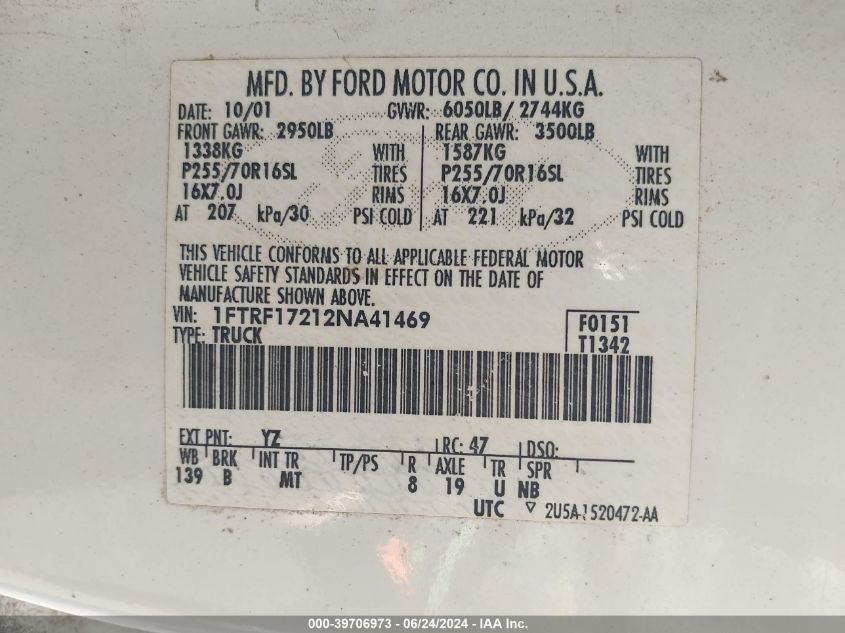 MFD. BY FORD MOTOR CO. IN U.S.A.
DATE: 10/01 GVWR: 6050LB/ 2744KG
FRONT GAWR: 2950LB REAR GAWR: 3500LB
1338KG WITH 1587KG WITH
P255/70R16SL TIRES P255/70R16SL TIRES
16X7.0J RIMS 16X7.0J RIMS
AT 207 kPa/30 PSI COLD AT 221 kPa/32 PSI COLD
THIS VEHICLE CONFORMS TO ALL APPLICABLE FEDERAL MOTOR
VEHICLE SAFETY STANDARDS IN EFFECT ON THE DATE OF
MANUFACTURE SHOWN ABOVE.
VIN: 1FTRF17212NA41469 F0151
TYPE: TRUCK T1342
EXT PNT: YZ RC: 47 DSO:
WB BRK INT TR TP/PS R AXLE TR SPR
139 B MT 8 19 U NB
UTC ▽ 2U5A-1520472-AA
000-39706973 / 06/24/2024 - IAA Inc.